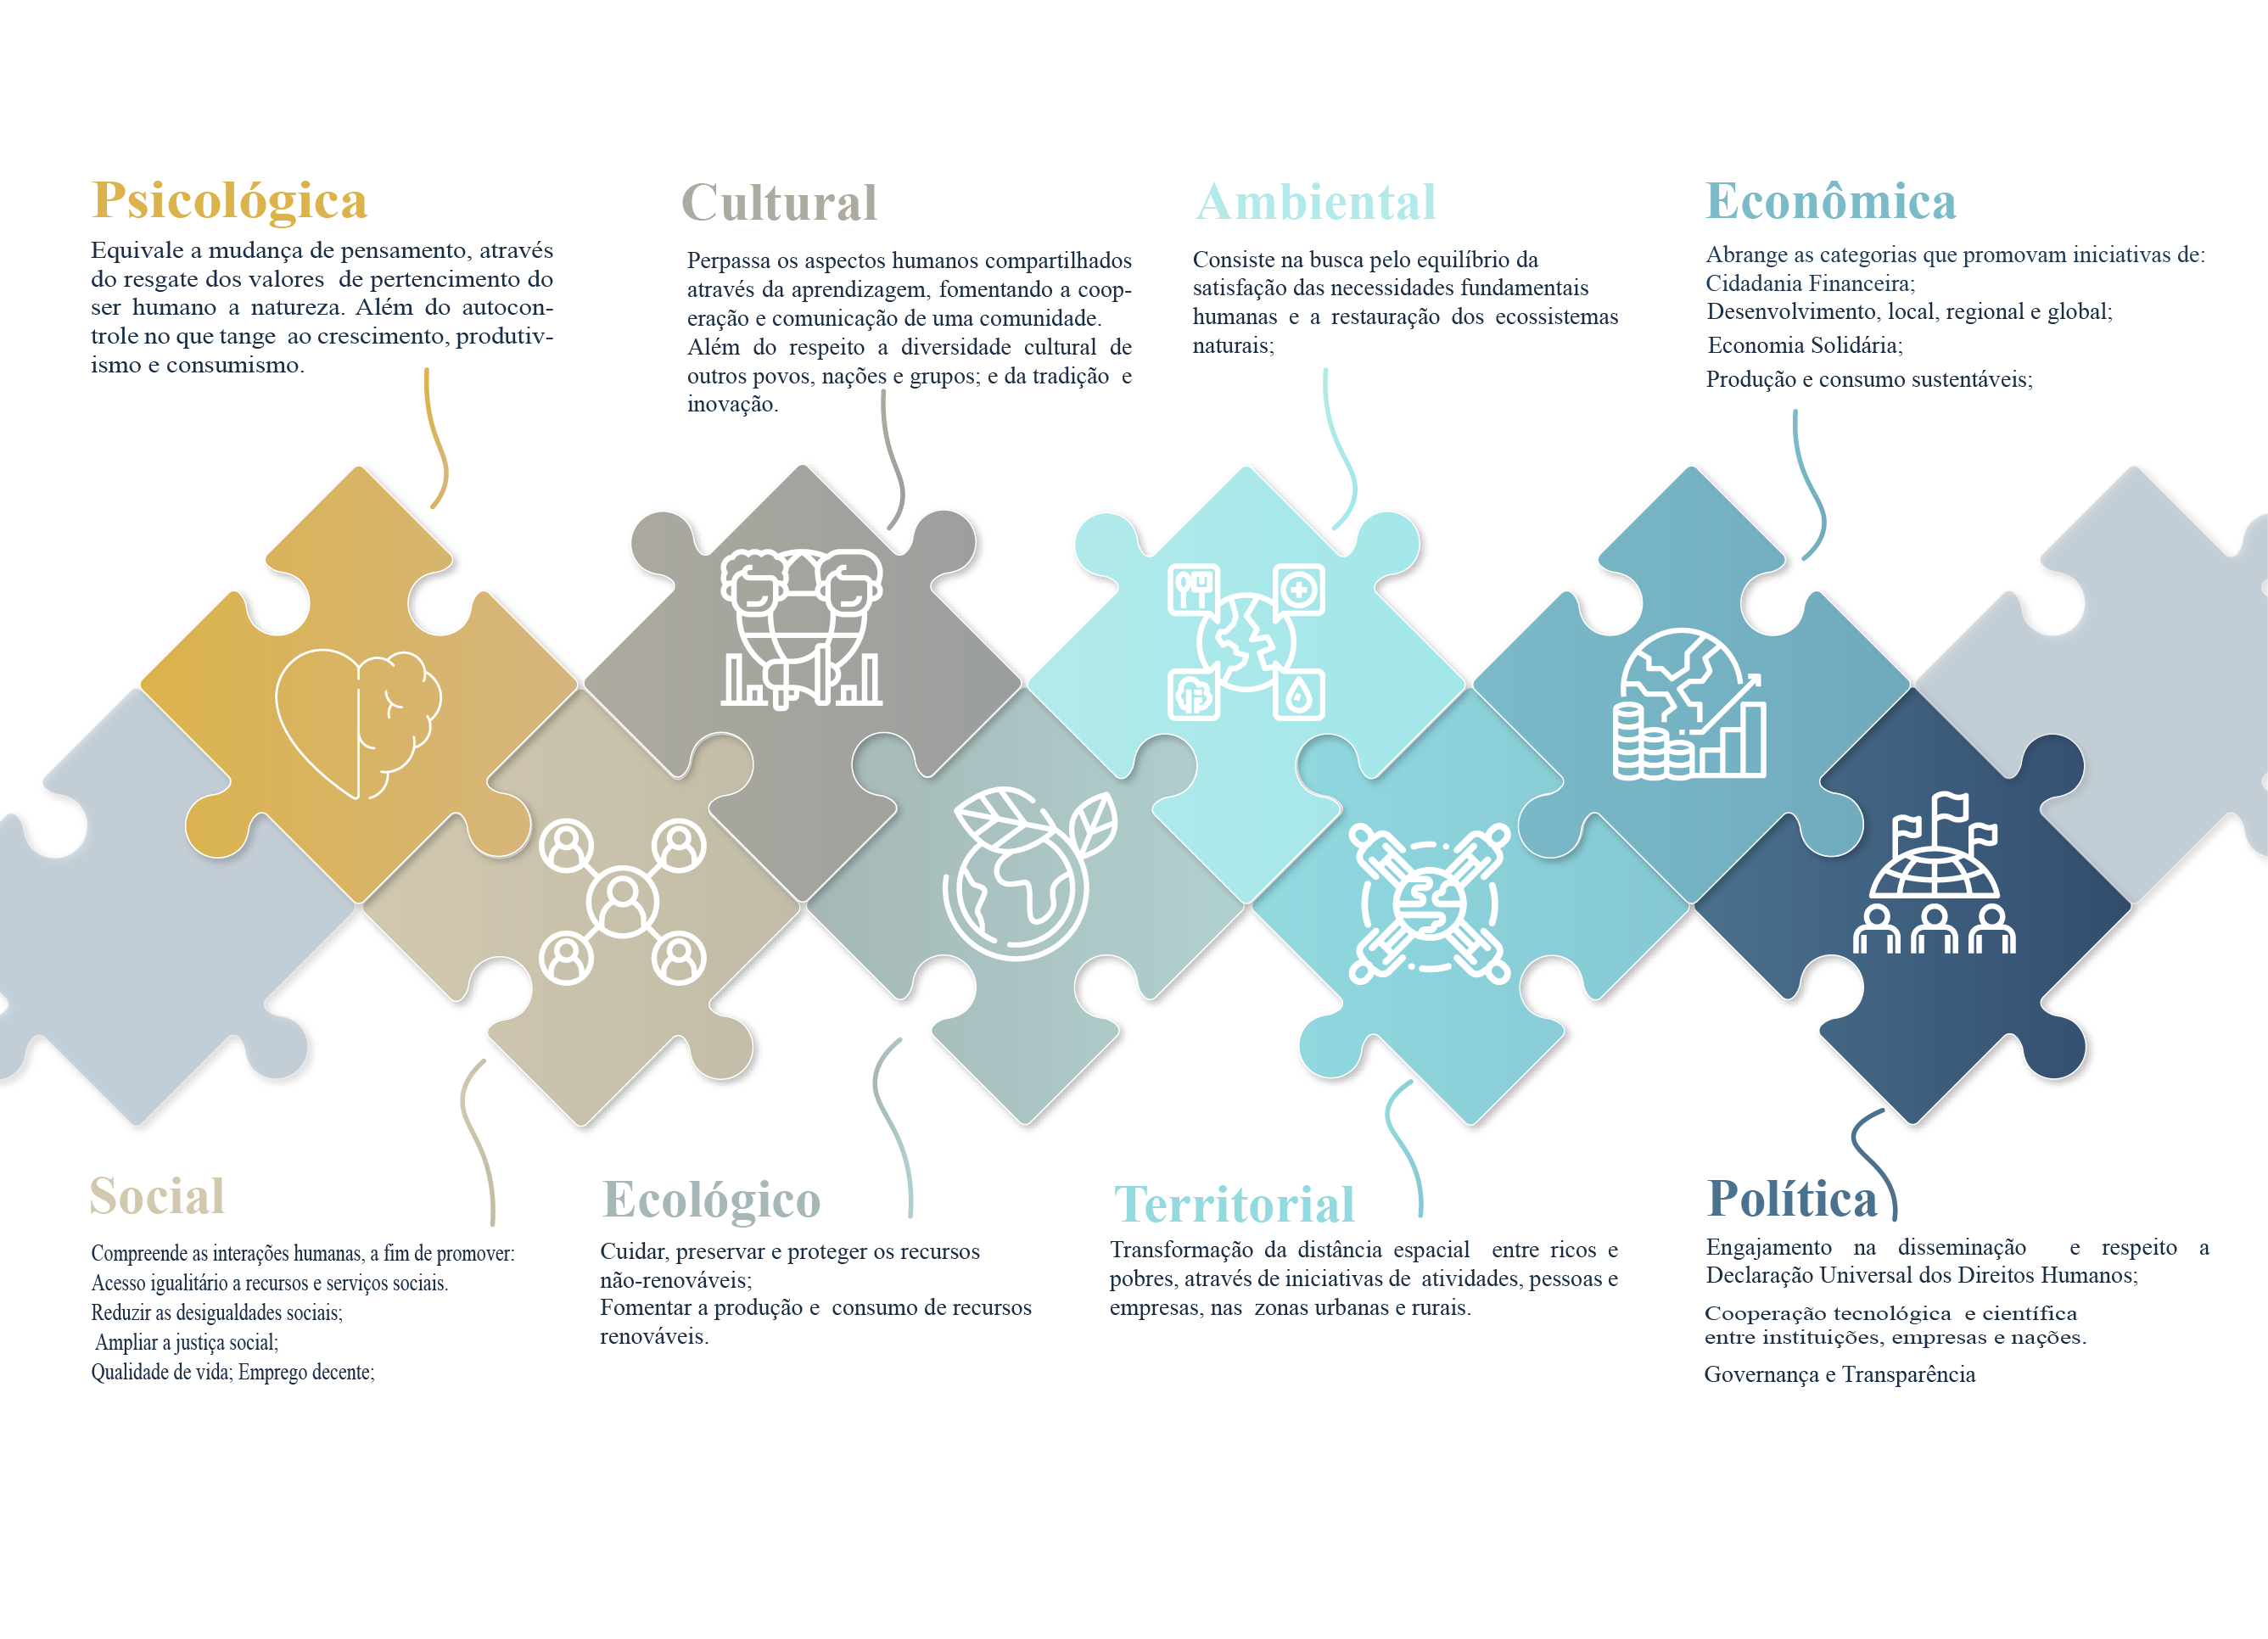 Psicológica
Equivale a mudança de pensamento, através
do resgate dos valores de pertencimento do
ser humano a natureza. Além do autocon-
trole no que tange ao crescimento, produtiv-
ismo e consumismo.
Cultural
Perpassa os aspectos humanos compartilhados
através da aprendizagem, fomentando a coop-
eração e comunicação de uma comunidade.
Além do respeito a diversidade cultural de
outros povos, nações e grupos; e da tradição e
inovação.
Ambiental
Consiste na busca pelo equilíbrio da
satisfação das necessidades fundamentais
humanas e a restauração dos ecossistemas
naturais;
Econômica
Abrange as categorias que promovam iniciativas de:
Cidadania Financeira;
Desenvolvimento, local, regional e global;
Economia Solidária;
Produção e consumo sustentáveis;
Social
Compreende as interações humanas, a fim de promover:
Acesso igualitário a recursos e serviços sociais.
Reduzir as desigualdades sociais;
Ampliar a justiça social;
Qualidade de vida; Emprego decente;
Ecológico
Cuidar, preservar e proteger os recursos
não-renováveis;
Fomentar a produção e consumo de recursos
renováveis.
Territorial
Transformação da distância espacial entre ricos e
pobres, através de iniciativas de atividades, pessoas e
empresas, nas zonas urbanas e rurais.
Política
Engajamento na disseminação e respeito a
Declaração Universal dos Direitos Humanos;
Cooperação tecnológica e científica
entre instituições, empresas e nações.
Governança e Transparência